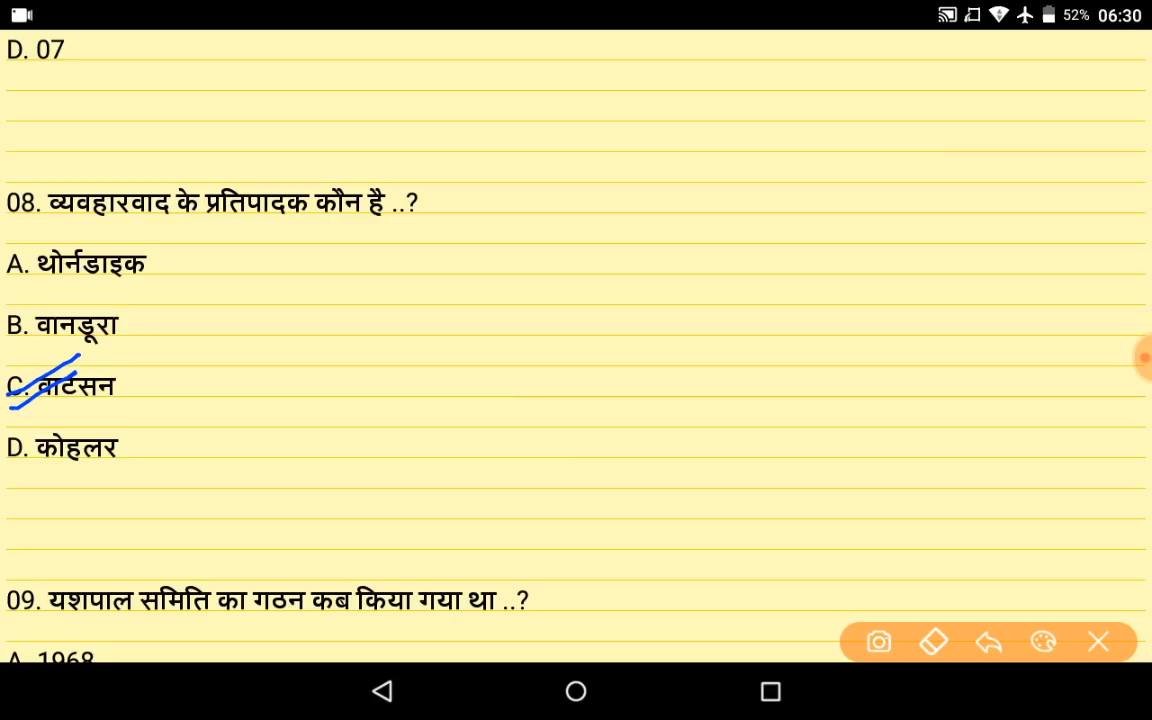 52% 06:30
D. 07
08. व्यवहारवाद के प्रतिपादक कौन है ..?
A. थोर्नडाइक
B. वानडूरा
C. वाटसन
D. कोहलर
09. यशपाल समिति का गठन कब किया गया था ..?
A. 1968